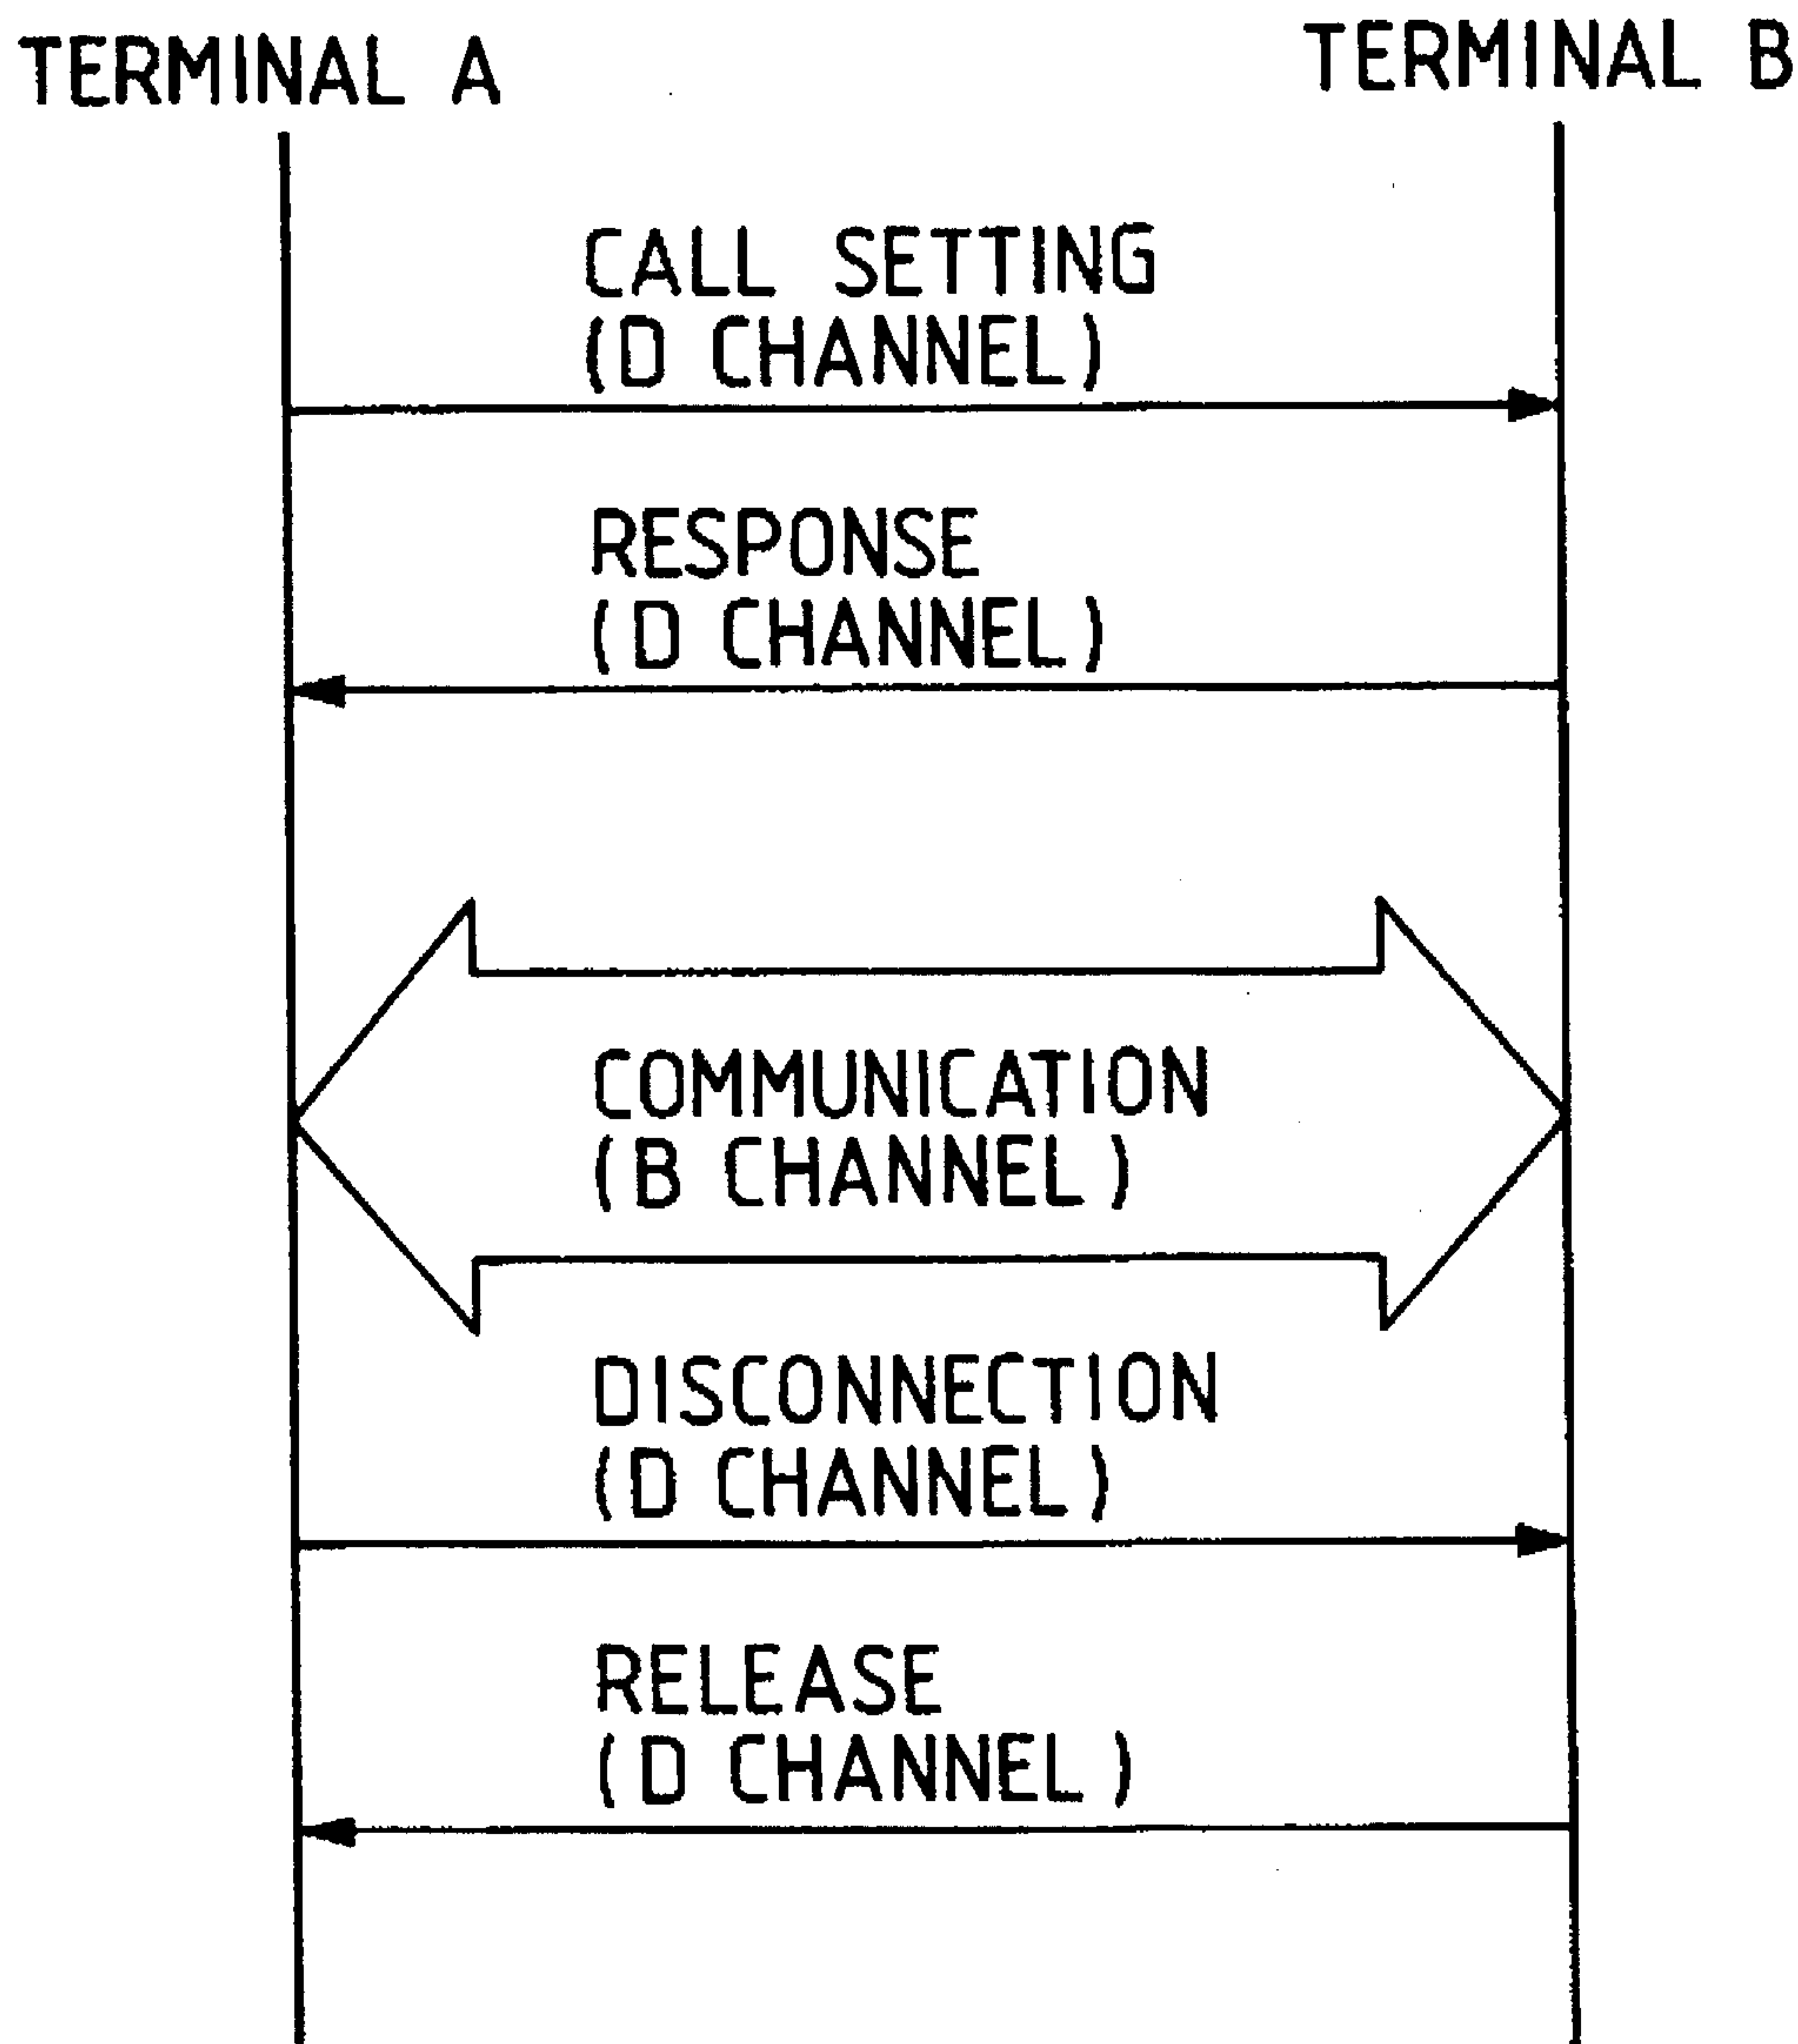 TERMINAL A
TERMINAL B
CALL SETTING
(D CHANNEL)
RESPONSE
(D CHANNEL)
COMMUNICATION
(B CHANNEL)
DISCONNECTION
(D CHANNEL)
RELEASE
(D CHANNEL)